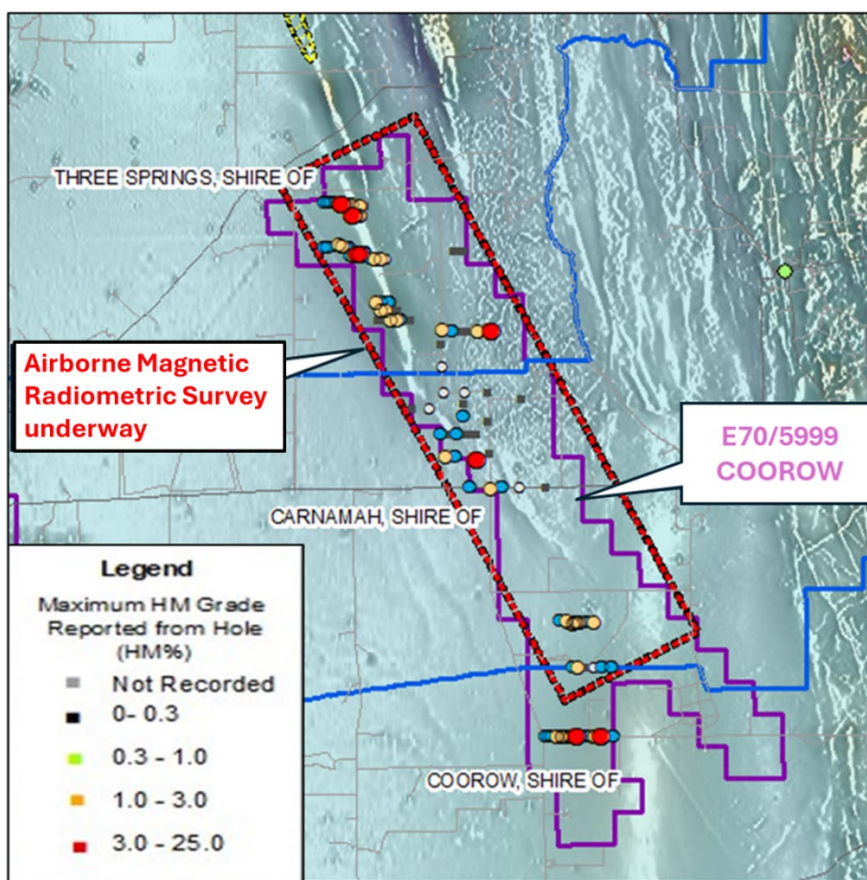 THREE SPRINGS, SHIRE OF
Airborne Magnetic
Radiometric Survey
underway
E70/5999
COOROW
CARNAMAH, SHIRE OF
COOROW, SHIRE OF
Legend
Maximum HM Grade
Reported from Hole
(HM%)
Not Recorded
0- 0.3
0.3 - 1.0
1.0 - 3.0
3.0 - 25.0